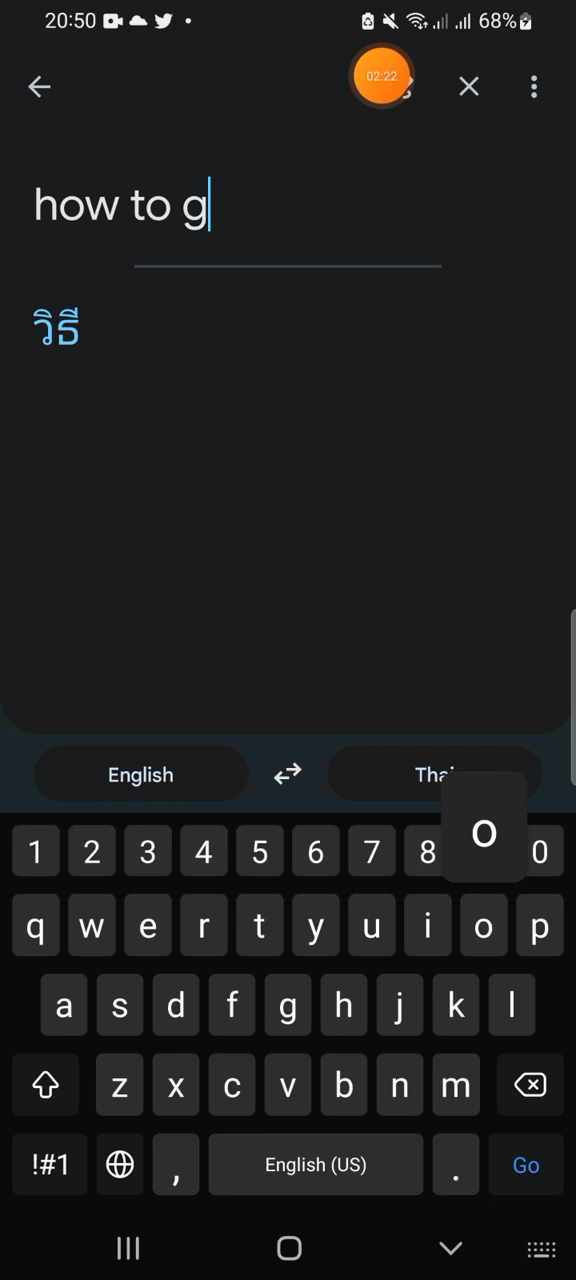 20:50
68%
02:22
how to g
วิธี
English
Thai
o
1 2 3 4 5 6 7 8 0
q w e r t y u i o p
a s d f g h j k l
z x c v b n m
!#1 , English (US) . Go